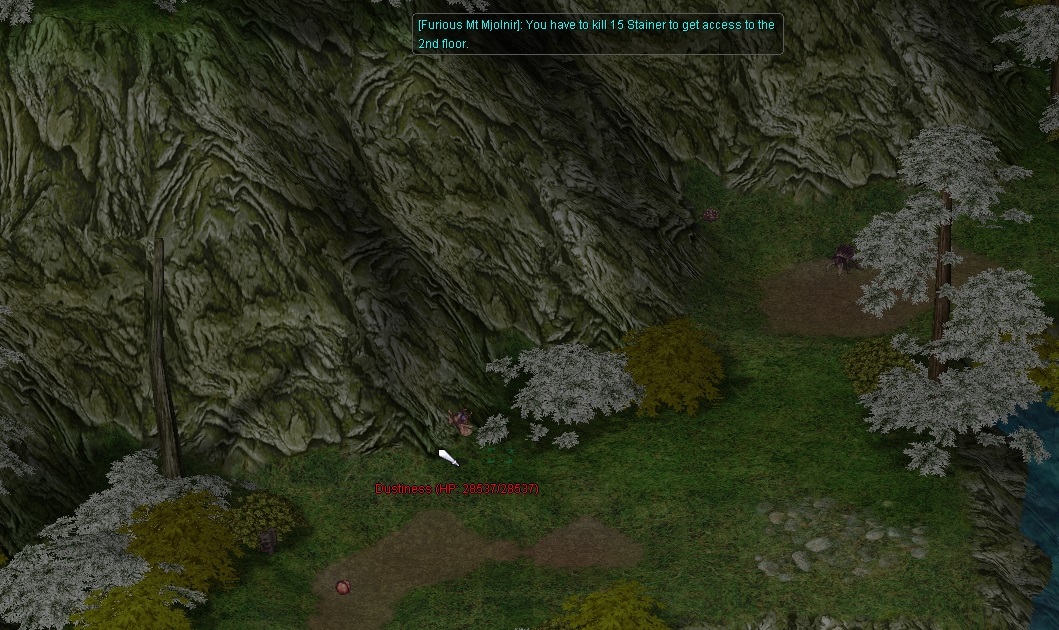 [Furious Mt Mjolnir]: You have to kill 15 Stainer to get access to the
2nd floor.
Dustiness (HP: 28537/28537)